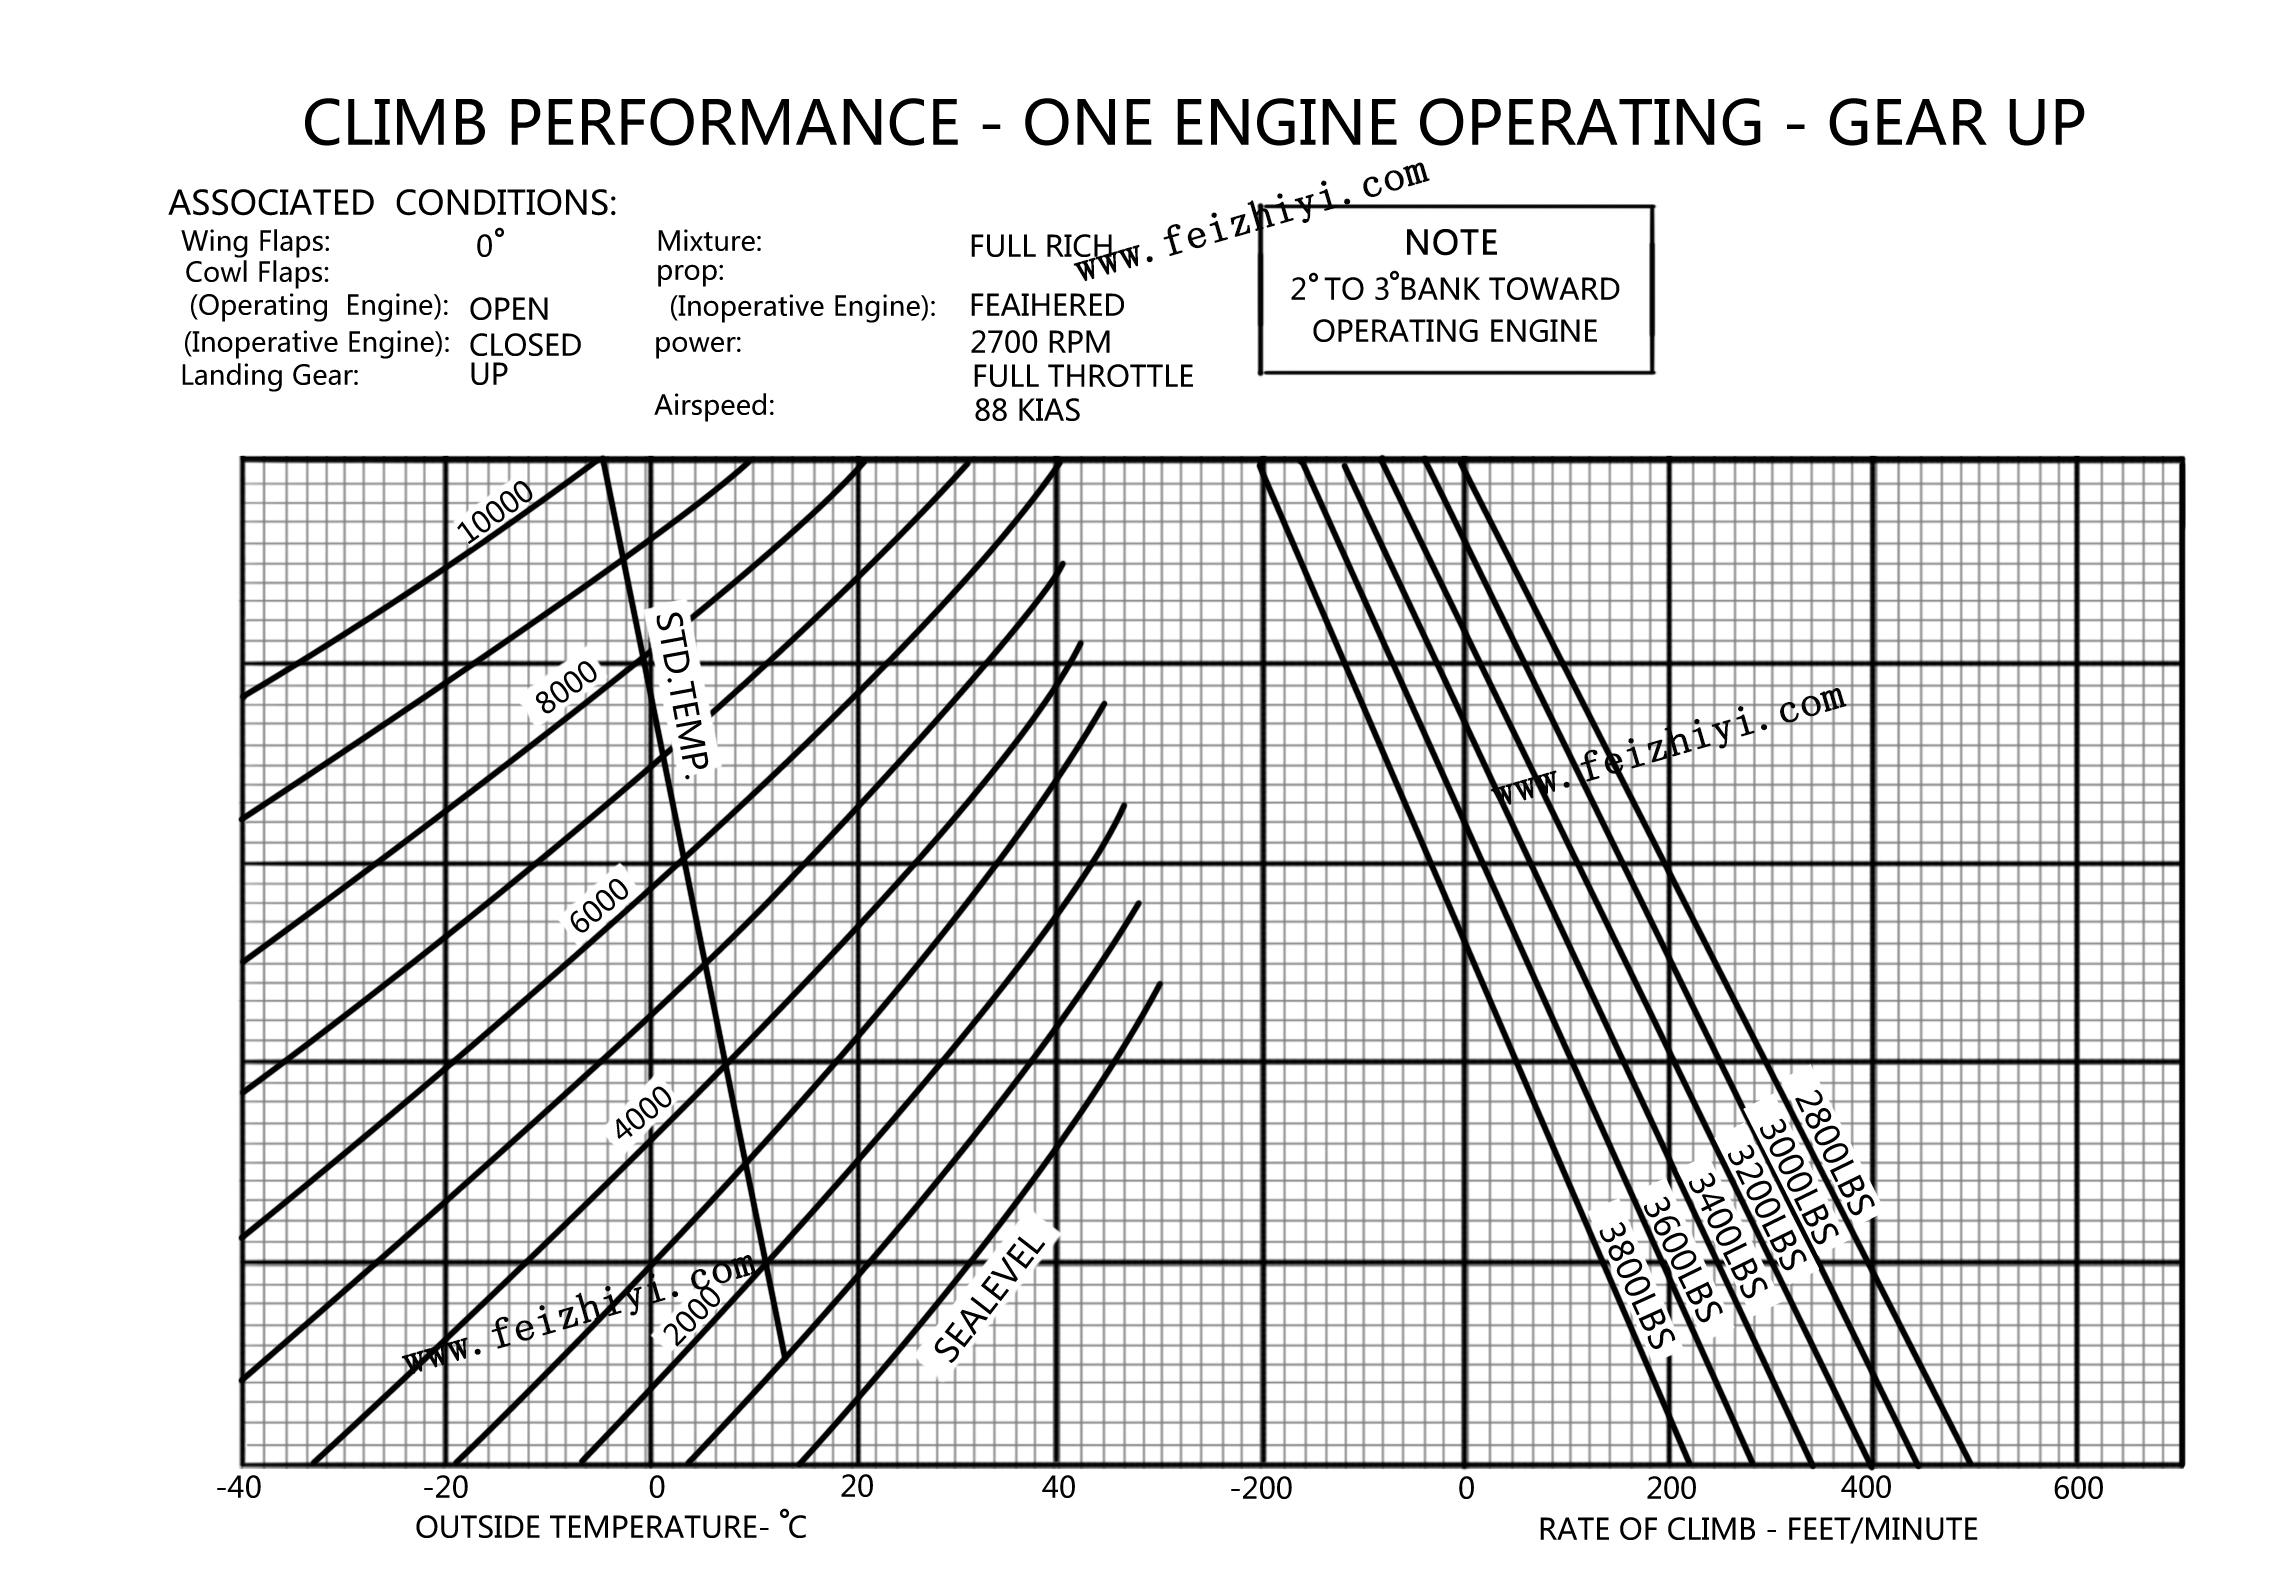 CLIMB PERFORMANCE - ONE ENGINE OPERATING - GEAR UP
www.feizhiyi.com
ASSOCIATED CONDITIONS:
Wing Flaps: 0° Mixture: FULL RICH
Cowl Flaps: prop:
(Operating Engine): OPEN (Inoperative Engine): FEAIHERED
(Inoperative Engine): CLOSED power: 2700 RPM
Landing Gear: UP FULL THROTTLE
Airspeed: 88 KIAS
NOTE
2° TO 3°BANK TOWARD
OPERATING ENGINE
10000
STD.TEMP.
8000
6000
4000
2000
SEALEVEL
www.feizhiyi.com
www.feizhiyi.com
2800LBS
3000LBS
3200LBS
3400LBS
3600LBS
3800LBS
-40 -20 0 20 40 -200 0 200 400 600
OUTSIDE TEMPERATURE- °C RATE OF CLIMB - FEET/MINUTE